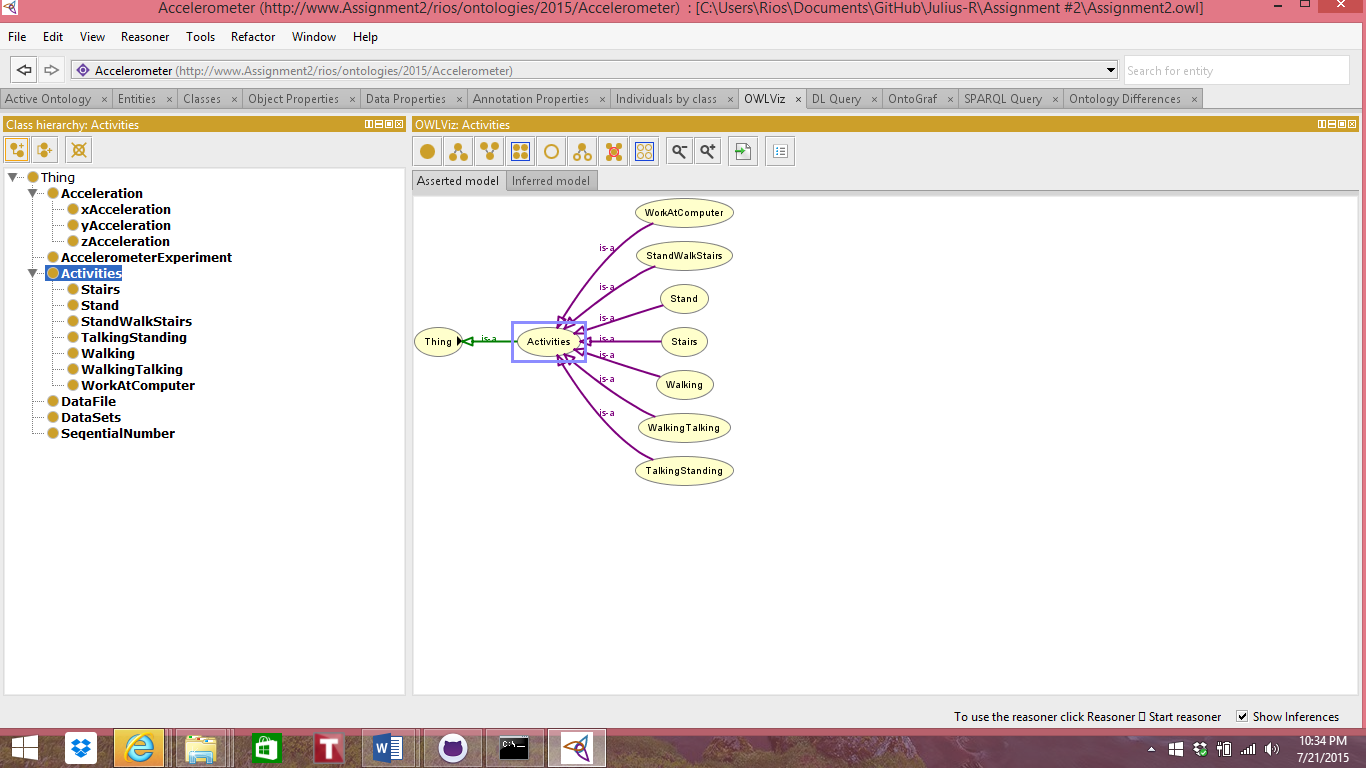 Accelerometer (http://www.Assignment2/rios/ontologies/2015/Accelerometer) : [C:\Users\Rios\Documents\GitHub\Julius-R\Assignment #2\Assignment2.owl]
File Edit View Reasoner Tools Refactor Window Help
Accelerometer (http://www.Assignment2/rios/ontologies/2015/Accelerometer)
Search for entity
Active Ontology × Entities × Classes × Object Properties × Data Properties × Annotation Properties × Individuals by class × OWLViz × DL Query × OntoGraf × SPARQL Query × Ontology Differences ×
Class hierarchy: Activities
Thing
Acceleration
xAcceleration
yAcceleration
zAcceleration
AccelerometerExperiment
Activities
Stairs
Stand
StandWalkStairs
TalkingStanding
Walking
WalkingTalking
WorkAtComputer
DataFile
DataSets
SeqentialNumber
OWLViz: Activities
Asserted model Inferred model
WorkAtComputer
is-a
StandWalkStairs
is-a
Stand
is-a
Thing is-a Activities is-a Stairs
is-a
Walking
is-a
WalkingTalking
is-a
TalkingStanding
To use the reasoner click Reasoner ▯ Start reasoner Show Inferences
10:34 PM
7/21/2015